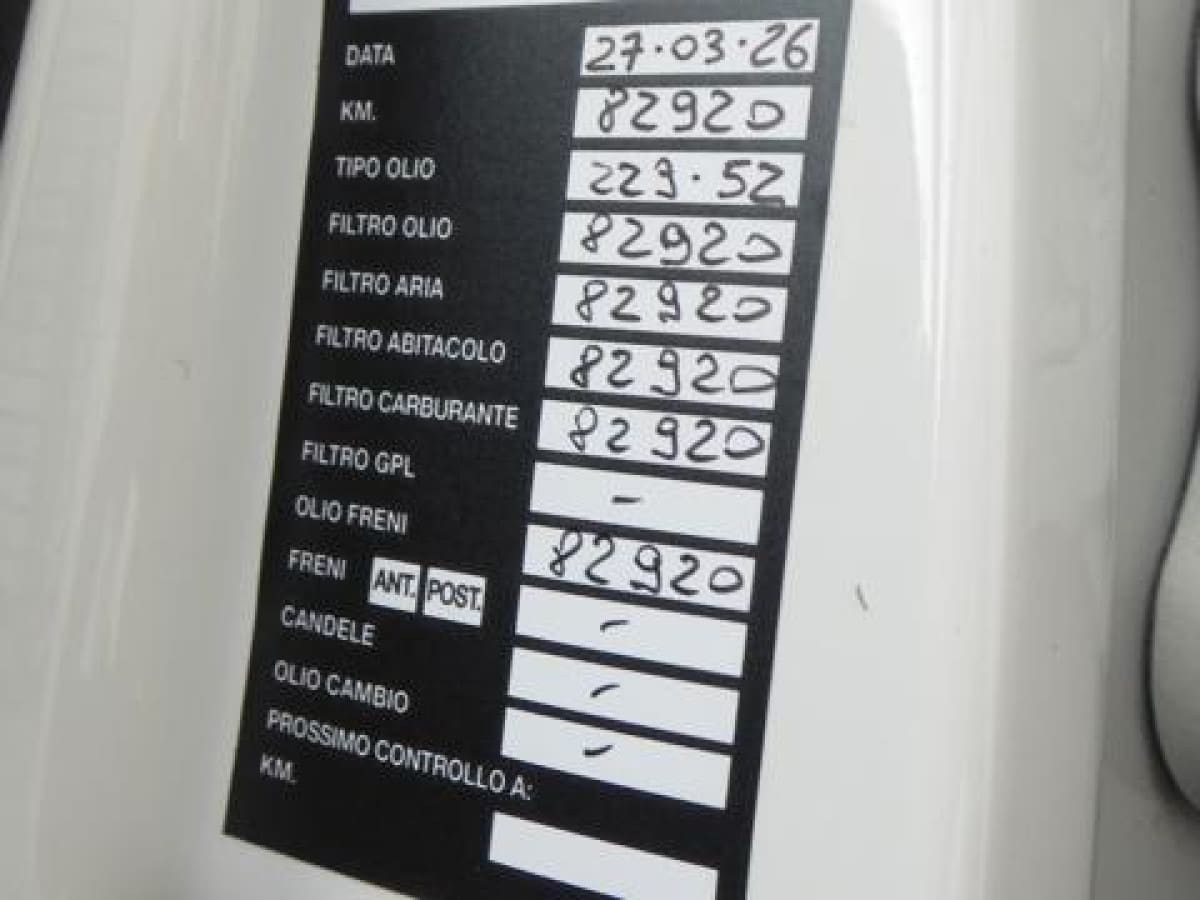 DATA 27·03·26
KM. 82920
TIPO OLIO 223·52
FILTRO OLIO 82920
FILTRO ARIA 82920
FILTRO ABITACOLO 82920
FILTRO CARBURANTE 82920
FILTRO GPL -
OLIO FRENI 82920
FRENI ANT. POST. -
CANDELE -
OLIO CAMBIO -
PROSSIMO CONTROLLO A:
KM.